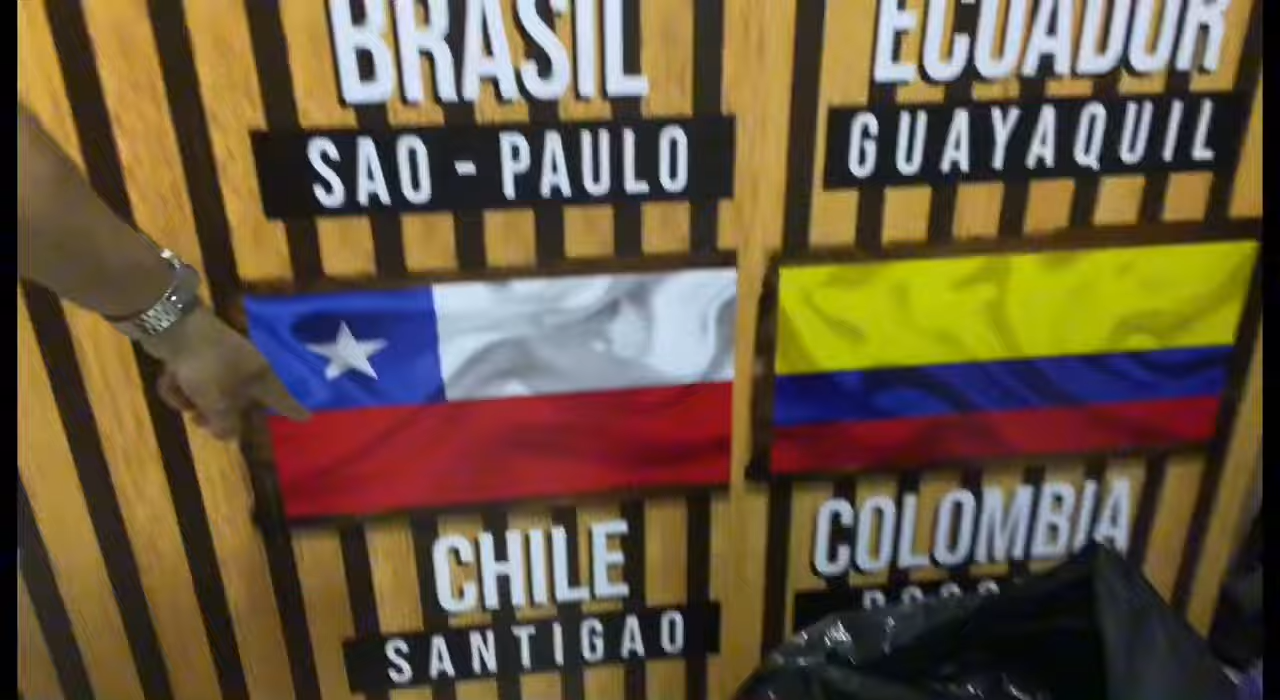 BRASIL
SAO - PAULO
ECUADOR
GUAYAQUIL
CHILE
SANTIGAO
COLOMBIA